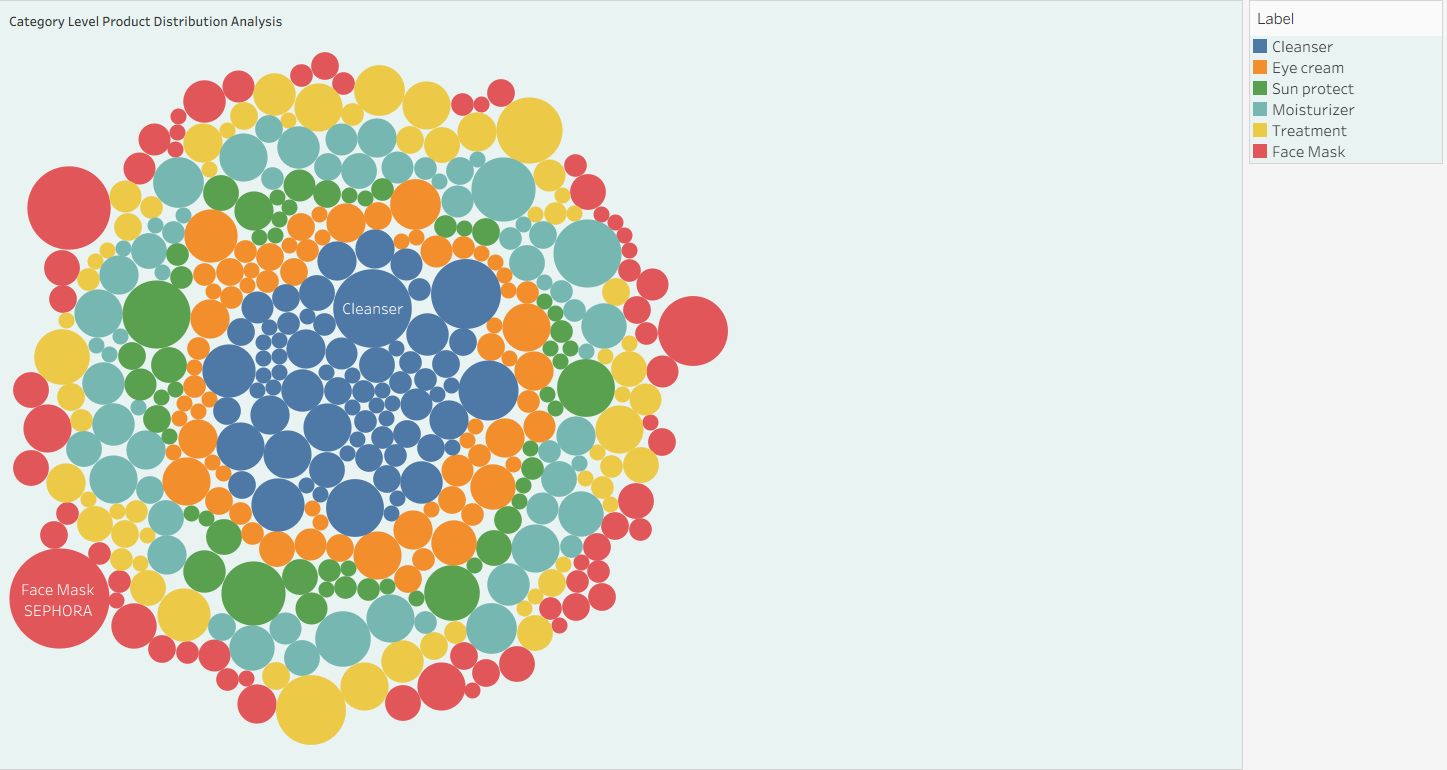 Category Level Product Distribution Analysis
Label
Cleanser
Eye cream
Sun protect
Moisturizer
Treatment
Face Mask
Cleanser
Face Mask
SEPHORA